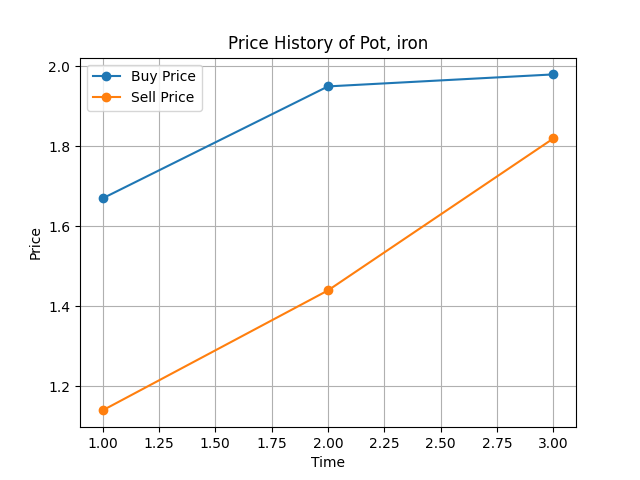 Price History of Pot, iron
Buy Price
Sell Price
2.0
1.8
1.6
1.4
1.2
Price
1.00 1.25 1.50 1.75 2.00 2.25 2.50 2.75 3.00
Time